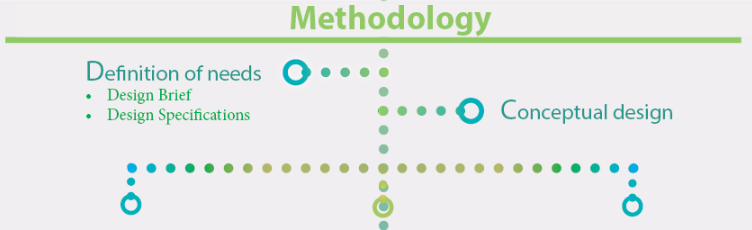 Methodology
Definition of needs
• Design Brief
• Design Specifications
Conceptual design